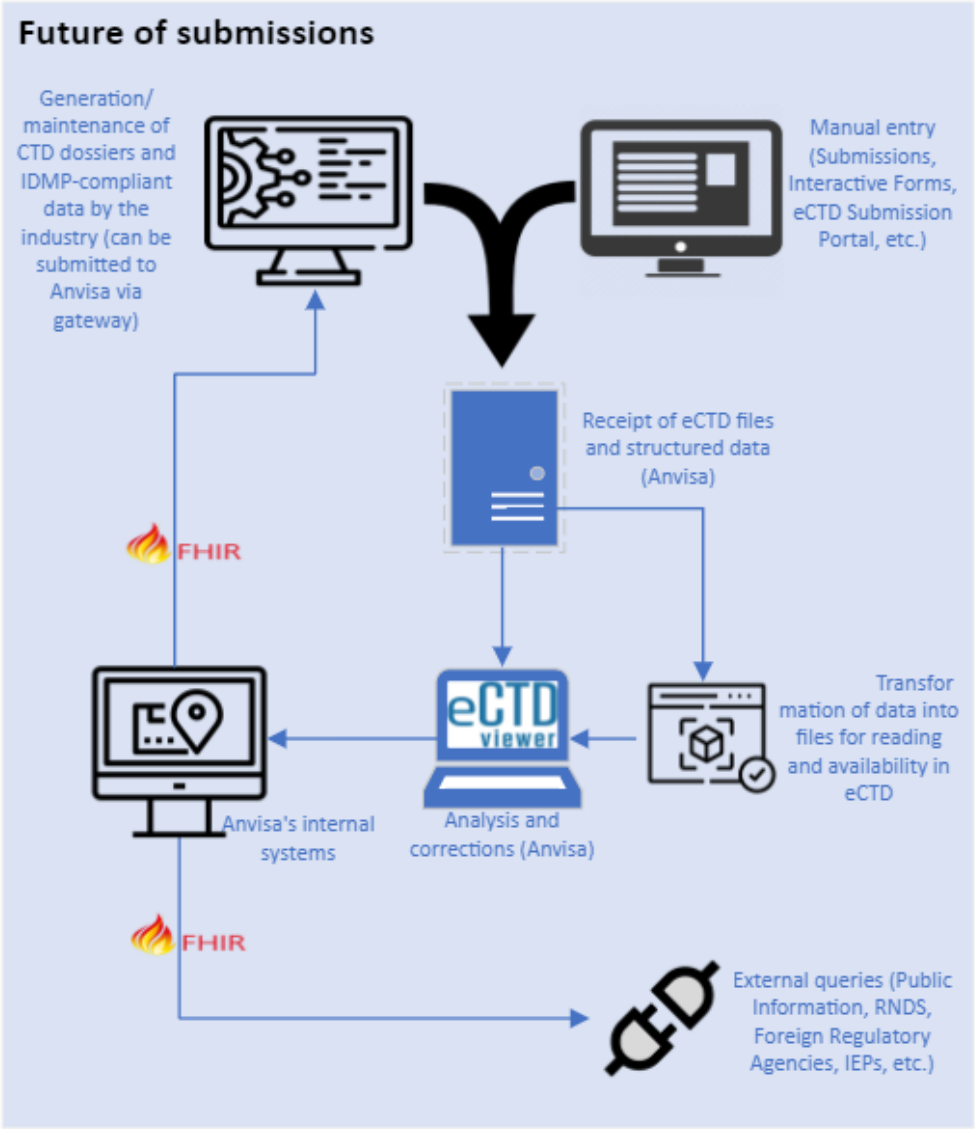 Future of submissions
Generation/
maintenance of
CTD dossiers and
IDMP-compliant
data by the
industry (can be
submitted to
Anvisa via
gateway)
Manual entry
(Submissions,
Interactive Forms,
eCTD Submission
Portal, etc.)
Receipt of eCTD files
and structured data
(Anvisa)
FHIR
eCTD
viewer
Transfor
mation of data into
files for reading
and availability in
eCTD
Analysis and
corrections (Anvisa)
Anvisa's internal
systems
FHIR
External queries (Public
Information, RNDS,
Foreign Regulatory
Agencies, IEPs, etc.)